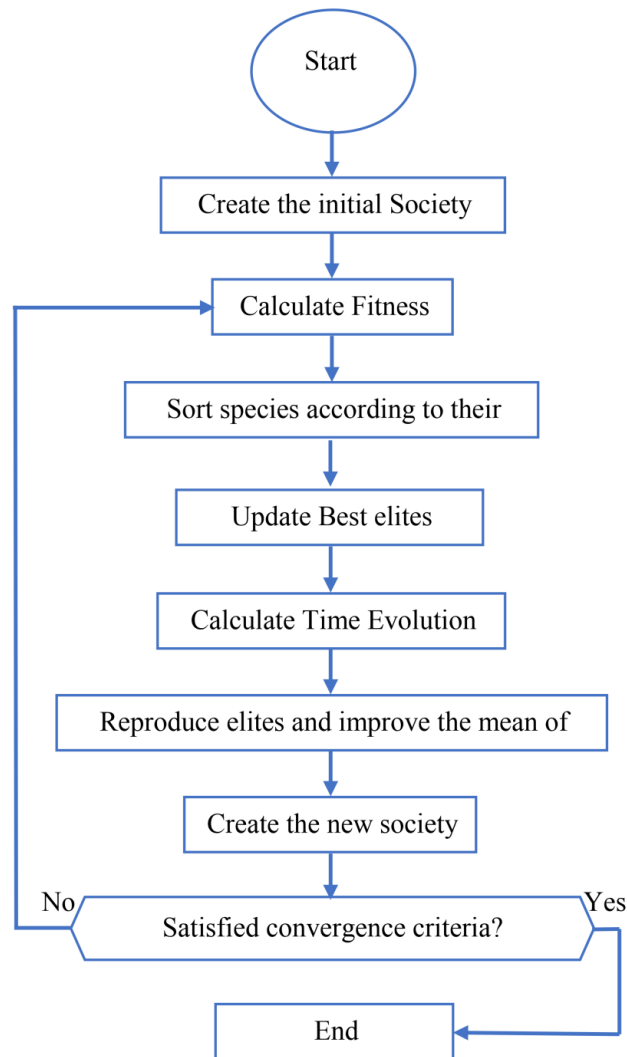 Start
Create the initial Society
Calculate Fitness
Sort species according to their
Update Best elites
Calculate Time Evolution
Reproduce elites and improve the mean of
Create the new society
No
Yes
Satisfied convergence criteria?
End